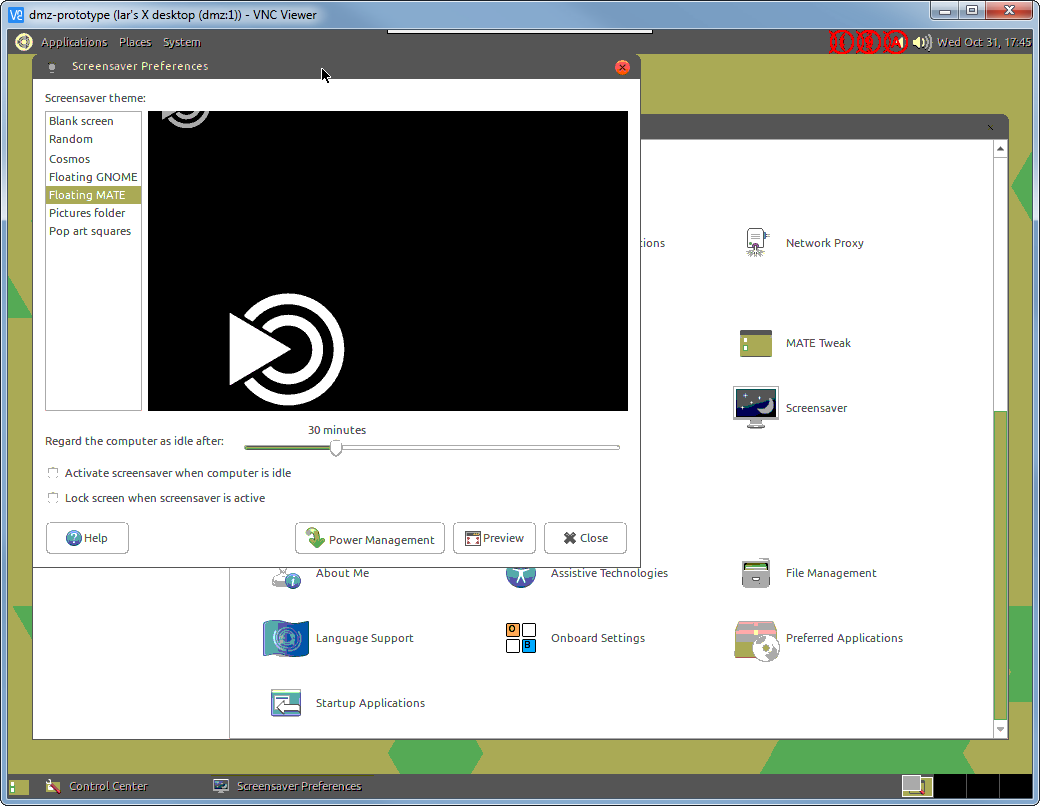 dmz-prototype (lar's X desktop (dmz:1)) - VNC Viewer
Applications Places System
Wed Oct 31, 17:45
Screensaver Preferences
Screensaver theme:
Blank screen
Random
Cosmos
Floating GNOME
Floating MATE
Pictures folder
Pop art squares
30 minutes
Regard the computer as idle after:
Activate screensaver when computer is idle
Lock screen when screensaver is active
Help
Power Management
Preview
Close
ions
Network Proxy
MATE Tweak
Screensaver
About Me
Assistive Technologies
File Management
Language Support
Onboard Settings
Preferred Applications
Startup Applications
Control Center
Screensaver Preferences